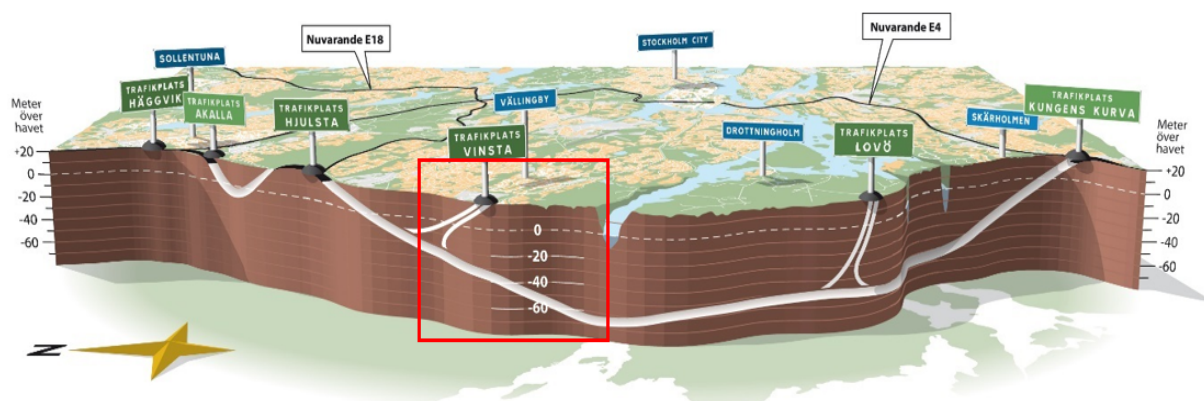 Nuvarande E18
STOCKHOLM CITY
Nuvarande E4
SOLLENTUNA
Meter
över
havet
TRAFIKPLATS
HÄGGVIK
TRAFIKPLATS
AKALLA
TRAFIKPLATS
HJULSTA
VÄLLINGBY
TRAFIKPLATS
VINSTA
DROTTNINGHOLM
TRAFIKPLATS
LOVÖ
SKÄRHOLMEN
TRAFIKPLATS
KUNGENS KURVA
Meter
över
havet
+20
0
-20
-40
-60
0
-20
-40
-60
+20
0
-20
-40
-60
N